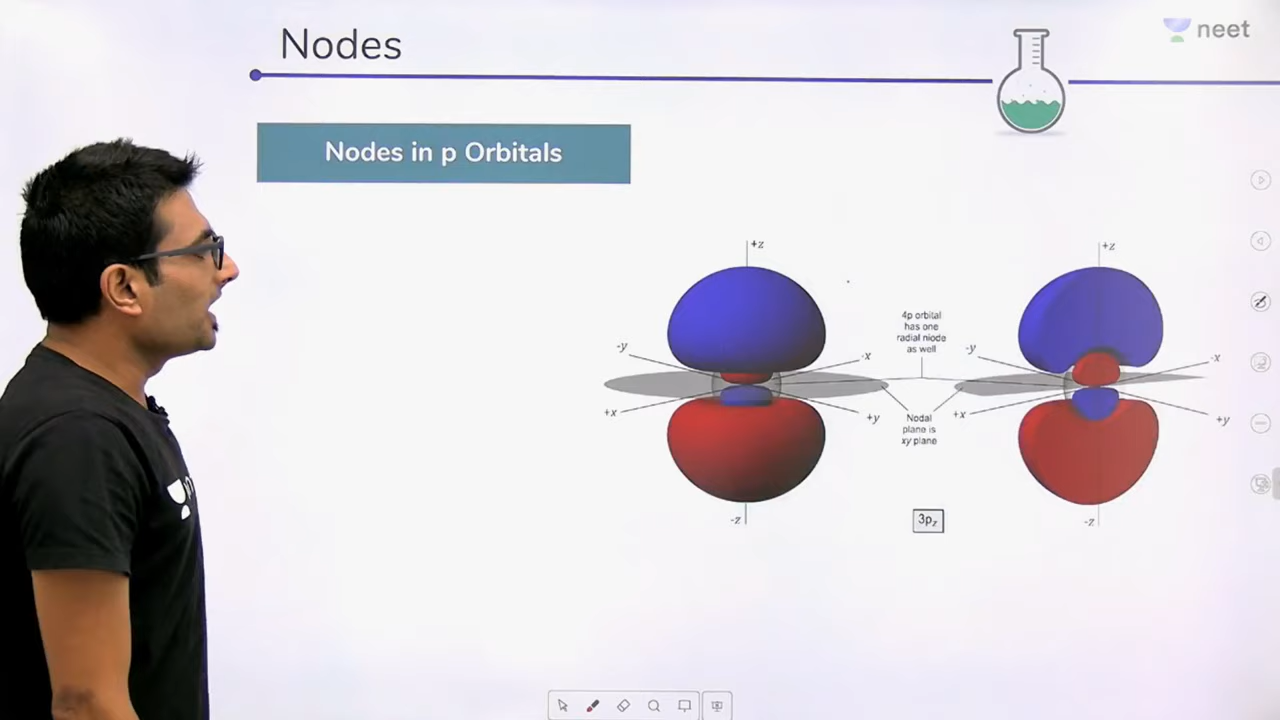 Nodes
neet
Nodes in p Orbitals
+z
+z
4p orbital
has one
radial niode
as well
-y
-x
-y
-x
+x
+y
Nodal
plane is
xy plane
+x
+y
-z
3pz
-z